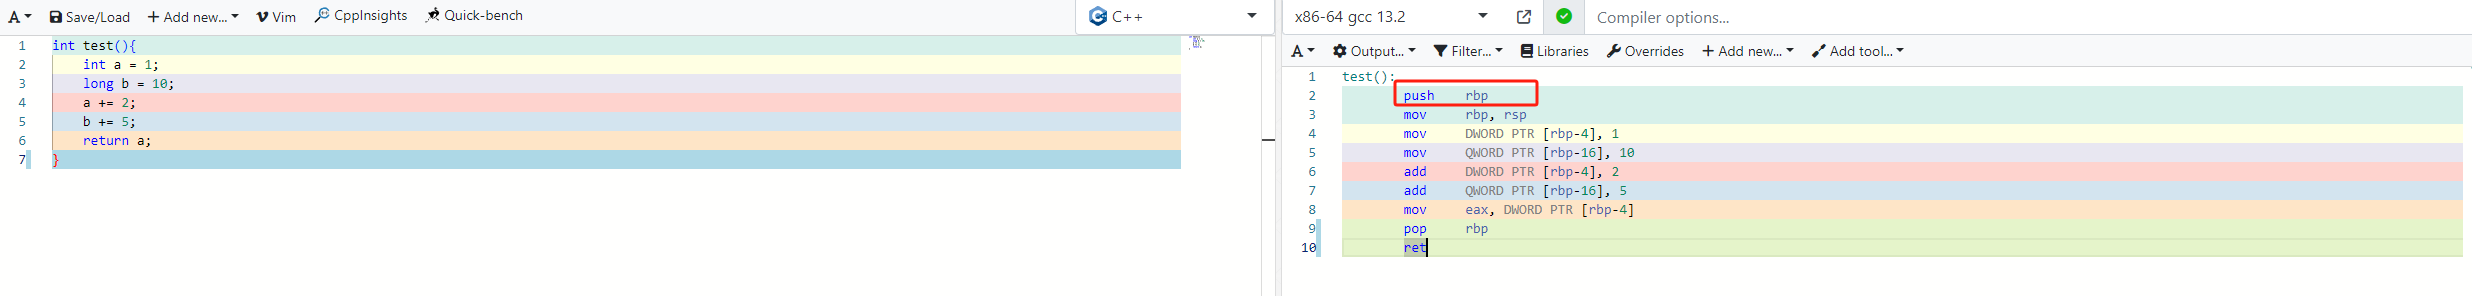 A Save/Load + Add new... Vim CppInsights Quick-bench C++
1 int test(){
2 int a = 1;
3 long b = 10;
4 a += 2;
5 b += 5;
6 return a;
7 }
x86-64 gcc 13.2 Compiler options...
A Output... Filter... Libraries Overrides + Add new... Add tool...
1 test():
2 push rbp
3 mov rbp, rsp
4 mov DWORD PTR [rbp-4], 1
5 mov QWORD PTR [rbp-16], 10
6 add DWORD PTR [rbp-4], 2
7 add QWORD PTR [rbp-16], 5
8 mov eax, DWORD PTR [rbp-4]
9 pop rbp
10 ret